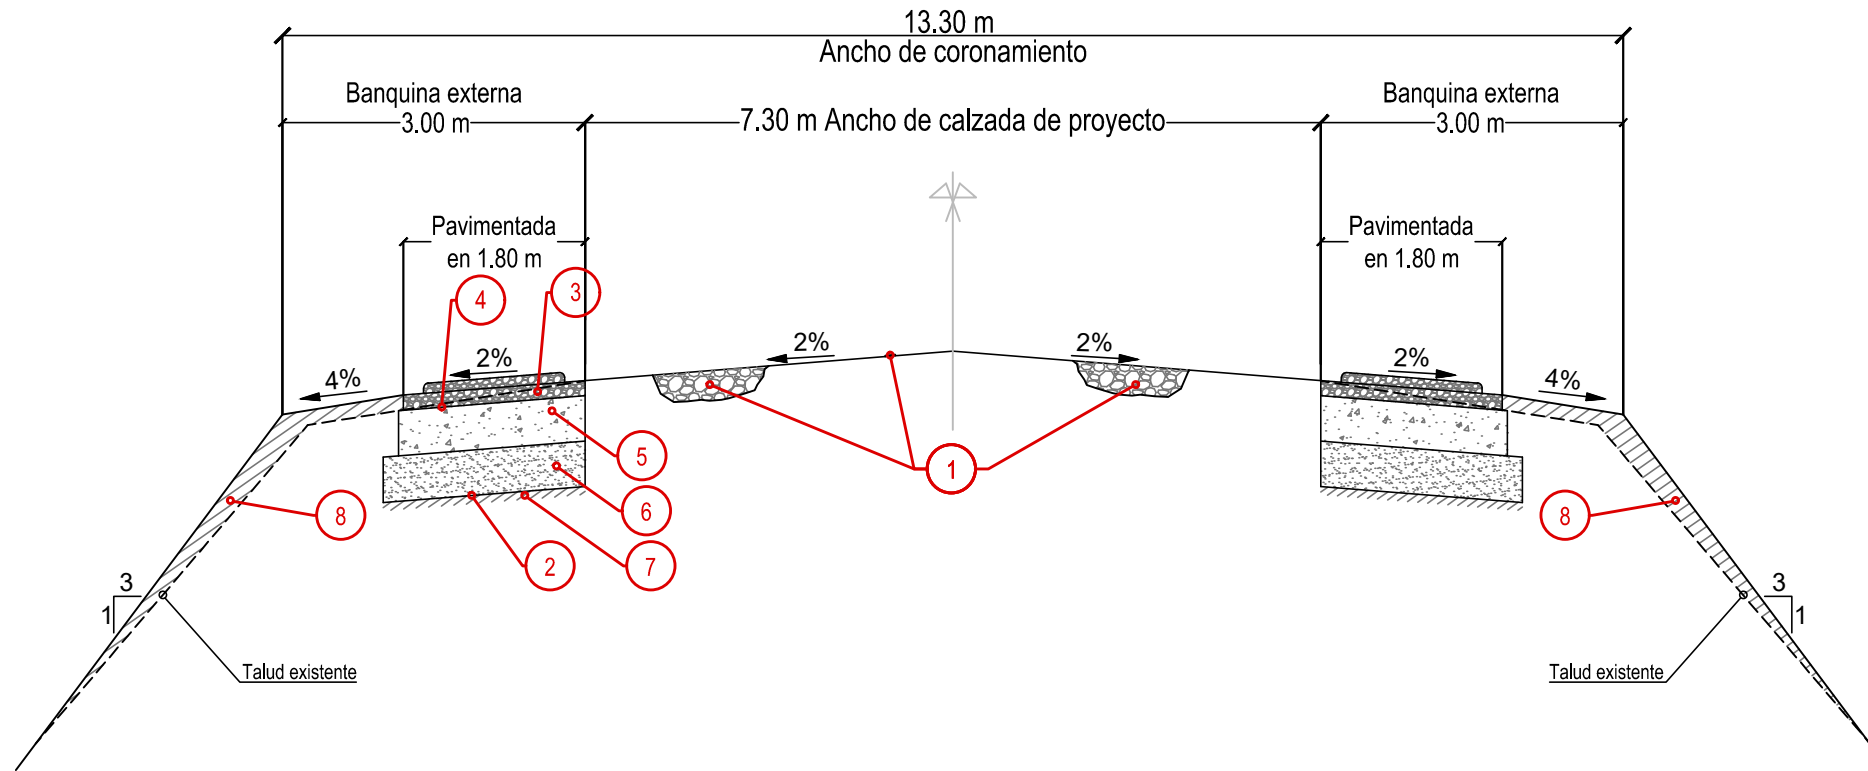 13.30 m
Ancho de coronamiento
Banquina externa
3.00 m
7.30 m Ancho de calzada de proyecto
Banquina externa
3.00 m
Pavimentada
en 1.80 m
Pavimentada
en 1.80 m
4
3
4%
2%
2%
2%
2%
4%
5
1
6
8
8
2
7
3
1
3
1
Talud existente
Talud existente